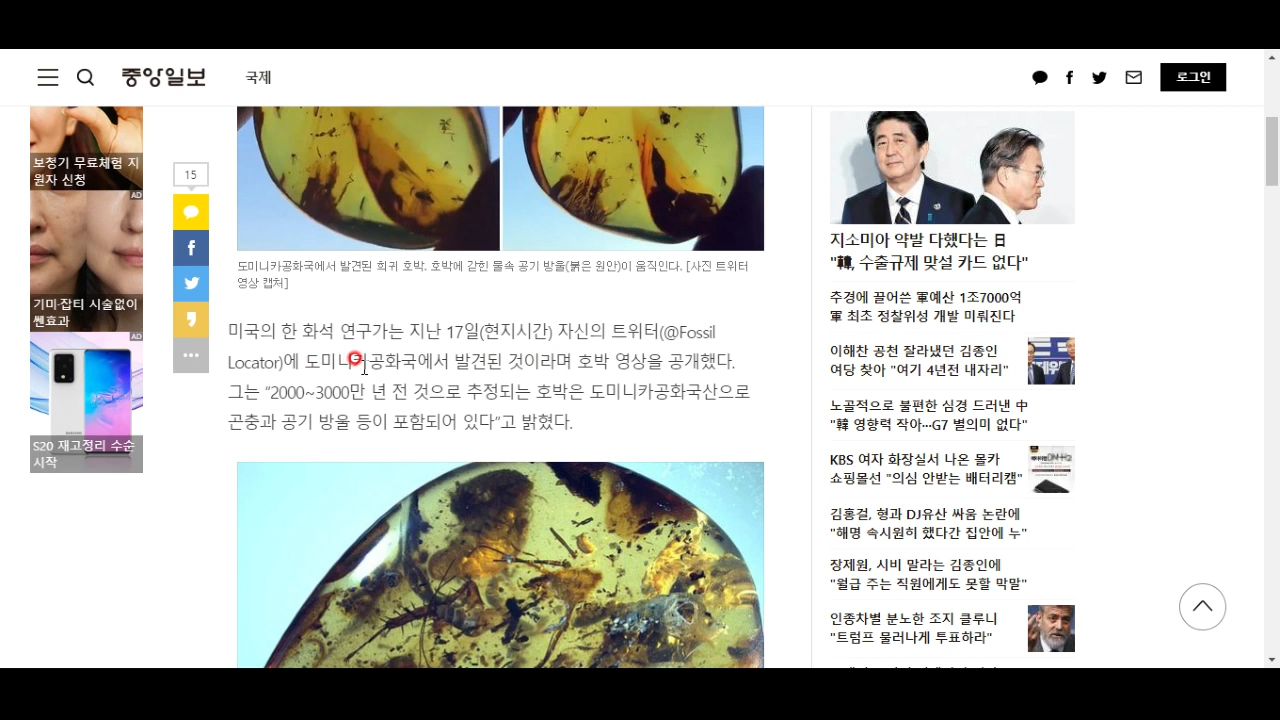 중앙일보
국제
로그인
보청기 무료체험 지
원자 신청
AD
기미·잡티 시술없이
쎈효과
AD
S20 재고정리 수순
시작
15
도미니카공화국에서 발견된 희귀 호박. 호박에 갇힌 물속 공기 방울(붉은 원안)이 움직인다. [사진 트위터
영상 캡처]
미국의 한 화석 연구가는 지난 17일(현지시간) 자신의 트위터(@Fossil
Locator)에 도미니카공화국에서 발견된 것이라며 호박 영상을 공개했다.
그는 “2000~3000만 년 전 것으로 추정되는 호박은 도미니카공화국산으로
곤충과 공기 방울 등이 포함되어 있다”고 밝혔다.
지소미아 약발 다했다는 日
"韓, 수출규제 맞설 카드 없다"
추경에 끌어쓴 軍예산 1조7000억
軍 최초 정찰위성 개발 미뤄진다
이해찬 공천 잘라냈던 김종인
여당 찾아 "여기 4년전 내자리"
노골적으로 불편한 심경 드러낸 中
"韓 영향력 작아…G7 별의미 없다"
KBS 여자 화장실서 나온 몰카
쇼핑몰선 "의심 안받는 배터리캠"
김홍걸, 형과 DJ유산 싸움 논란에
"해명 속시원히 했다간 집안에 누"
장제원, 시비 말라는 김종인에
"월급 주는 직원에게도 못할 막말"
인종차별 분노한 조지 클루니
"트럼프 물러나게 투표하라"